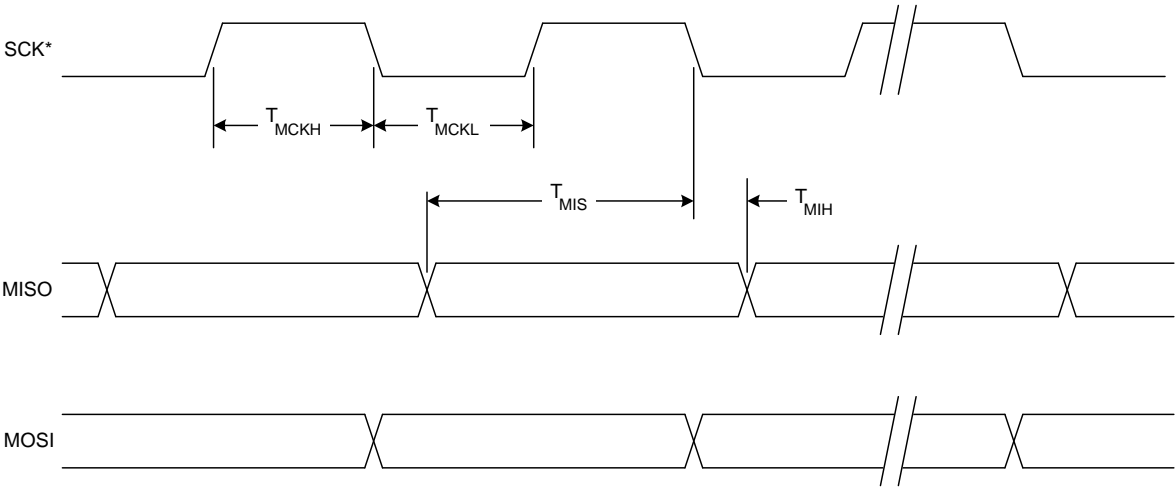 SCK*
T MCKH
T MCKL
T MIS
T MIH
MISO
MOSI